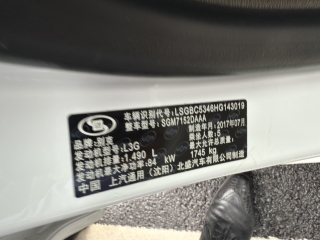 车辆识别代号:LSGBC5346HG143019
整车型号:SGM7152DAAA
品牌:别克 制造年月:2017年07月
发动机型号:L3G 乘坐人数:5
发动机排量:1.490 L 最大允许总质量:
发动机最大净功率:84 kW 1745 kg
中国 上汽通用(沈阳)北盛汽车有限公司制造